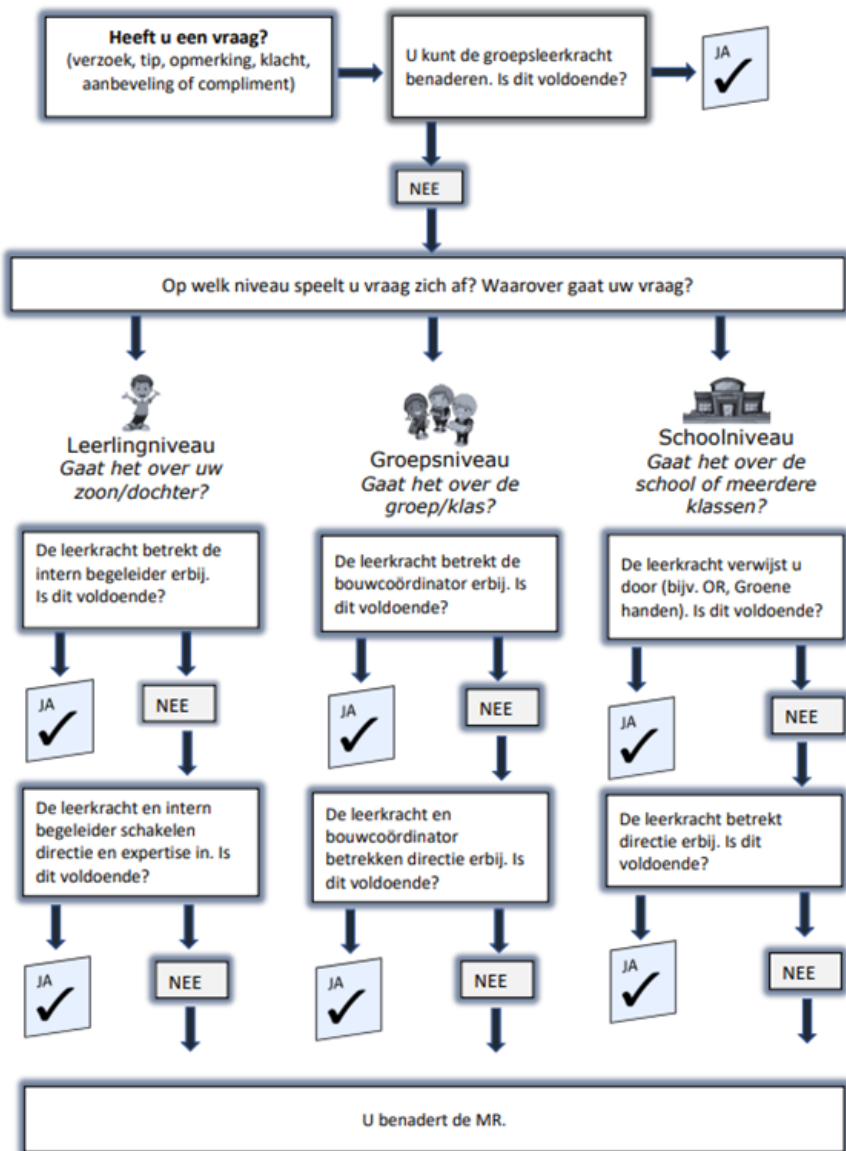 Heeft u een vraag?
(verzoek, tip, opmerking, klacht,
aanbeveling of compliment)
U kunt de groepsleerkracht
benaderen. Is dit voldoende?
JA
NEE
Op welk niveau speelt u vraag zich af? Waarover gaat uw vraag?
Leerlingniveau
Gaat het over uw
zoon/dochter?
Groepsniveau
Gaat het over de
groep/klas?
Schoolniveau
Gaat het over de
school of meerdere
klassen?
De leerkracht betrekt de
intern begeleider erbij.
Is dit voldoende?
De leerkracht betrekt de
bouwcoördinator erbij. Is
dit voldoende?
De leerkracht verwijst u
door (bijv. OR, Groene
handen). Is dit voldoende?
JA
NEE
JA
NEE
JA
NEE
De leerkracht en intern
begeleider schakelen
directie en expertise in. Is
dit voldoende?
De leerkracht en
bouwcoördinator
betrekken directie erbij. Is
dit voldoende?
De leerkracht betrekt
directie erbij. Is dit
voldoende?
JA
NEE
JA
NEE
JA
NEE
U benadert de MR.